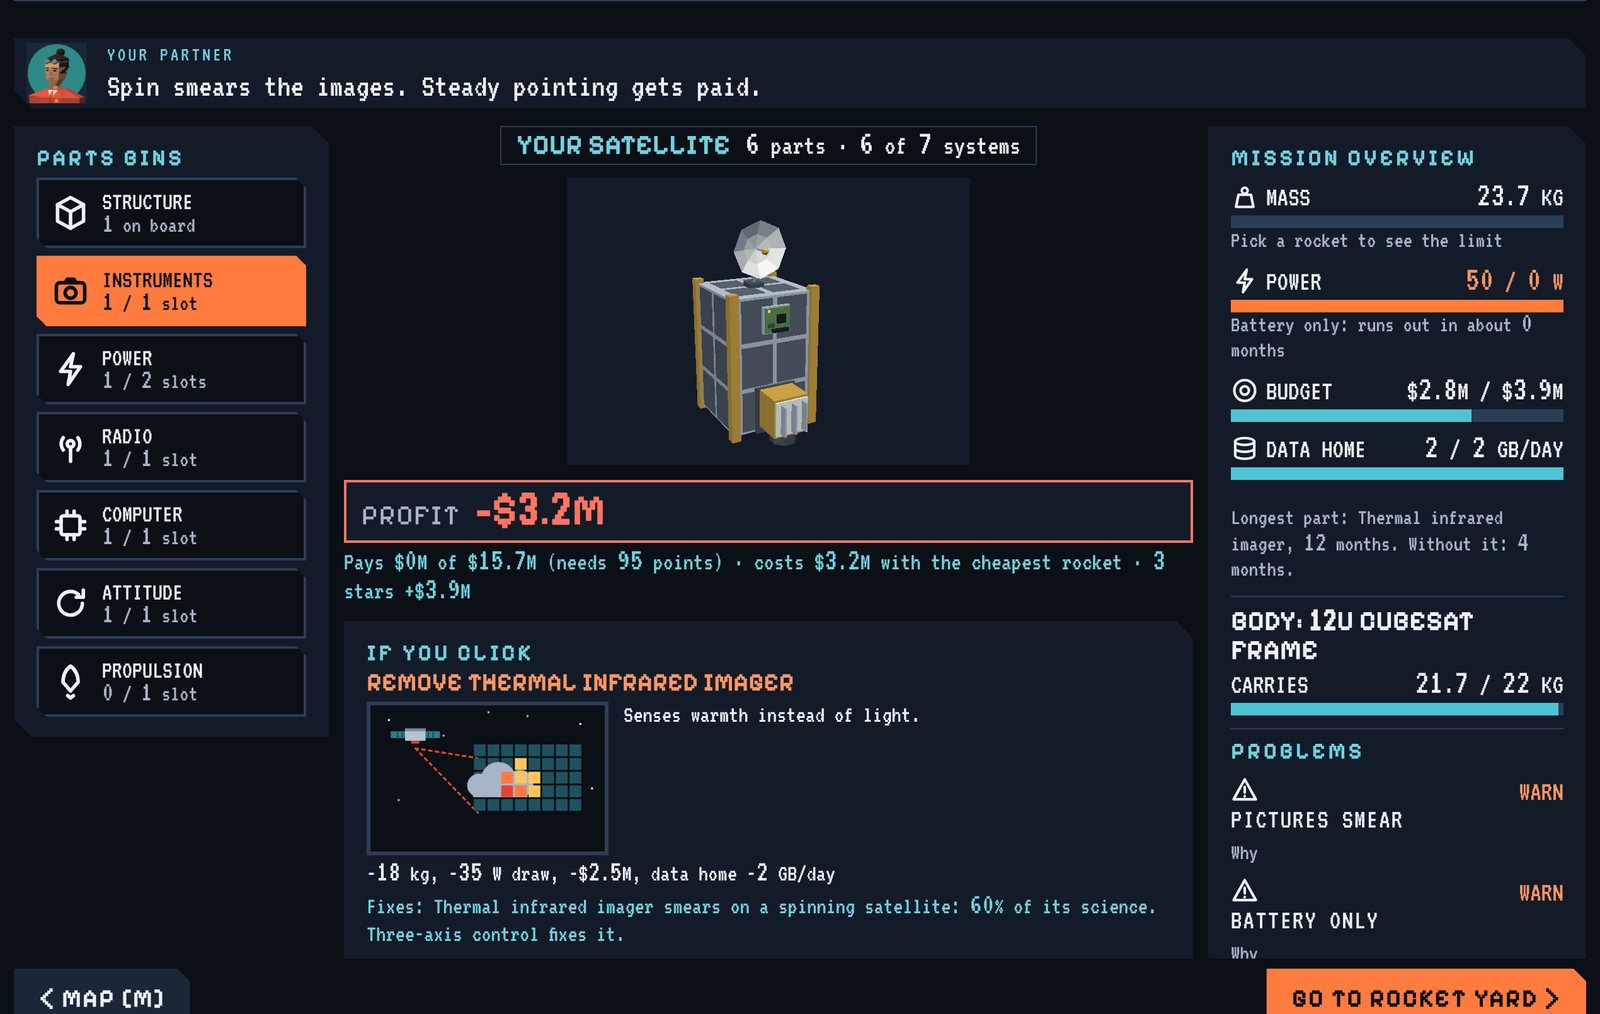 YOUR PARTNER
Spin smears the images. Steady pointing gets paid.
PARTS BINS
STRUCTURE
1 on board
INSTRUMENTS
1 / 1 slot
POWER
1 / 2 slots
RADIO
1 / 1 slot
COMPUTER
1 / 1 slot
ATTITUDE
1 / 1 slot
PROPULSION
0 / 1 slot
YOUR SATELLITE 6 parts · 6 of 7 systems
PROFIT -$3.2M
Pays $0M of $15.7M (needs 95 points) · costs $3.2M with the cheapest rocket · 3
stars +$3.9M
IF YOU CLICK
REMOVE THERMAL INFRARED IMAGER
Senses warmth instead of light.
-18 kg, -35 W draw, -$2.5M, data home -2 GB/day
Fixes: Thermal infrared imager smears on a spinning satellite: 60% of its science.
Three-axis control fixes it.
MISSION OVERVIEW
MASS 23.7 KG
Pick a rocket to see the limit
POWER 50 / 0 W
Battery only: runs out in about 0
months
BUDGET $2.8M / $3.9M
DATA HOME 2 / 2 GB/DAY
Longest part: Thermal infrared
imager, 12 months. Without it: 4
months.
BODY: 12U CUBESAT
FRAME
CARRIES 21.7 / 22 KG
PROBLEMS
WARN
PICTURES SMEAR
Why
WARN
BATTERY ONLY
Why
< MAP [M]
GO TO ROCKET YARD >